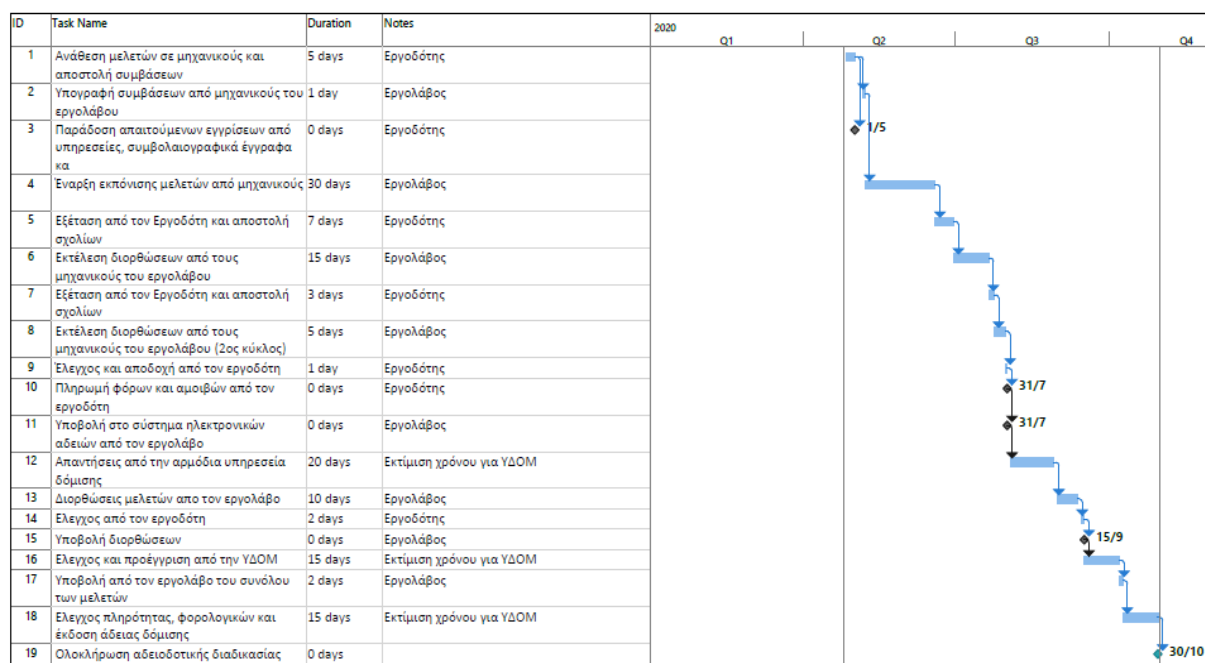 ID Task Name Duration Notes
2020
Q1 Q2 Q3 Q4
1 Ανάθεση μελετών σε μηχανικούς και 5 days Εργοδότης
αποστολή συμβάσεων
2 Υπογραφή συμβάσεων από μηχανικούς του 1 day Εργολάβος
εργολάβου
3 Παράδοση απαιτούμενων εγγρίσεων από 0 days Εργοδότης 1/5
υπηρεσίες, συμβολαιογραφικά έγγραφα
κα
4 Έναρξη εκπόνισης μελετών από μηχανικούς 30 days Εργολάβος
5 Εξέταση από τον Εργοδότη και αποστολή 7 days Εργοδότης
σχολίων
6 Εκτέλεση διορθώσεων από τους 15 days Εργολάβος
μηχανικούς του εργολάβου
7 Εξέταση από τον Εργοδότη και αποστολή 3 days Εργοδότης
σχολίων
8 Εκτέλεση διορθώσεων από τους 5 days Εργολάβος
μηχανικούς του εργολάβου (2ος κύκλος)
9 Έλεγχος και αποδοχή από τον εργοδότη 1 day Εργοδότης
10 Πληρωμή φόρων και αμοιβών από τον 0 days Εργοδότης 31/7
εργοδότη
11 Υποβολή στο σύστημα ηλεκτρονικών 0 days Εργολάβος 31/7
αδειών από τον εργολάβο
12 Απαντήσεις από την αρμόδια υπηρεσία 20 days Εκτίμιση χρόνου για ΥΔΟΜ
δόμισης
13 Διορθώσεις μελετών απο τον εργολάβο 10 days Εργολάβος
14 Ελεγχος από τον εργοδότη 2 days Εργοδότης
15 Υποβολή διορθώσεων 0 days Εργολάβος 15/9
16 Ελεγχος και προέγγριση από την ΥΔΟΜ 15 days Εκτίμιση χρόνου για ΥΔΟΜ
17 Υποβολή από τον εργολάβο του συνόλου 2 days Εργολάβος
των μελετών
18 Ελεγχος πληρότητας, φορολογικών και 15 days Εκτίμιση χρόνου για ΥΔΟΜ
έκδοση άδειας δόμισης
19 Ολοκλήρωση αδειοδοτικής διαδικασίας 0 days 30/10